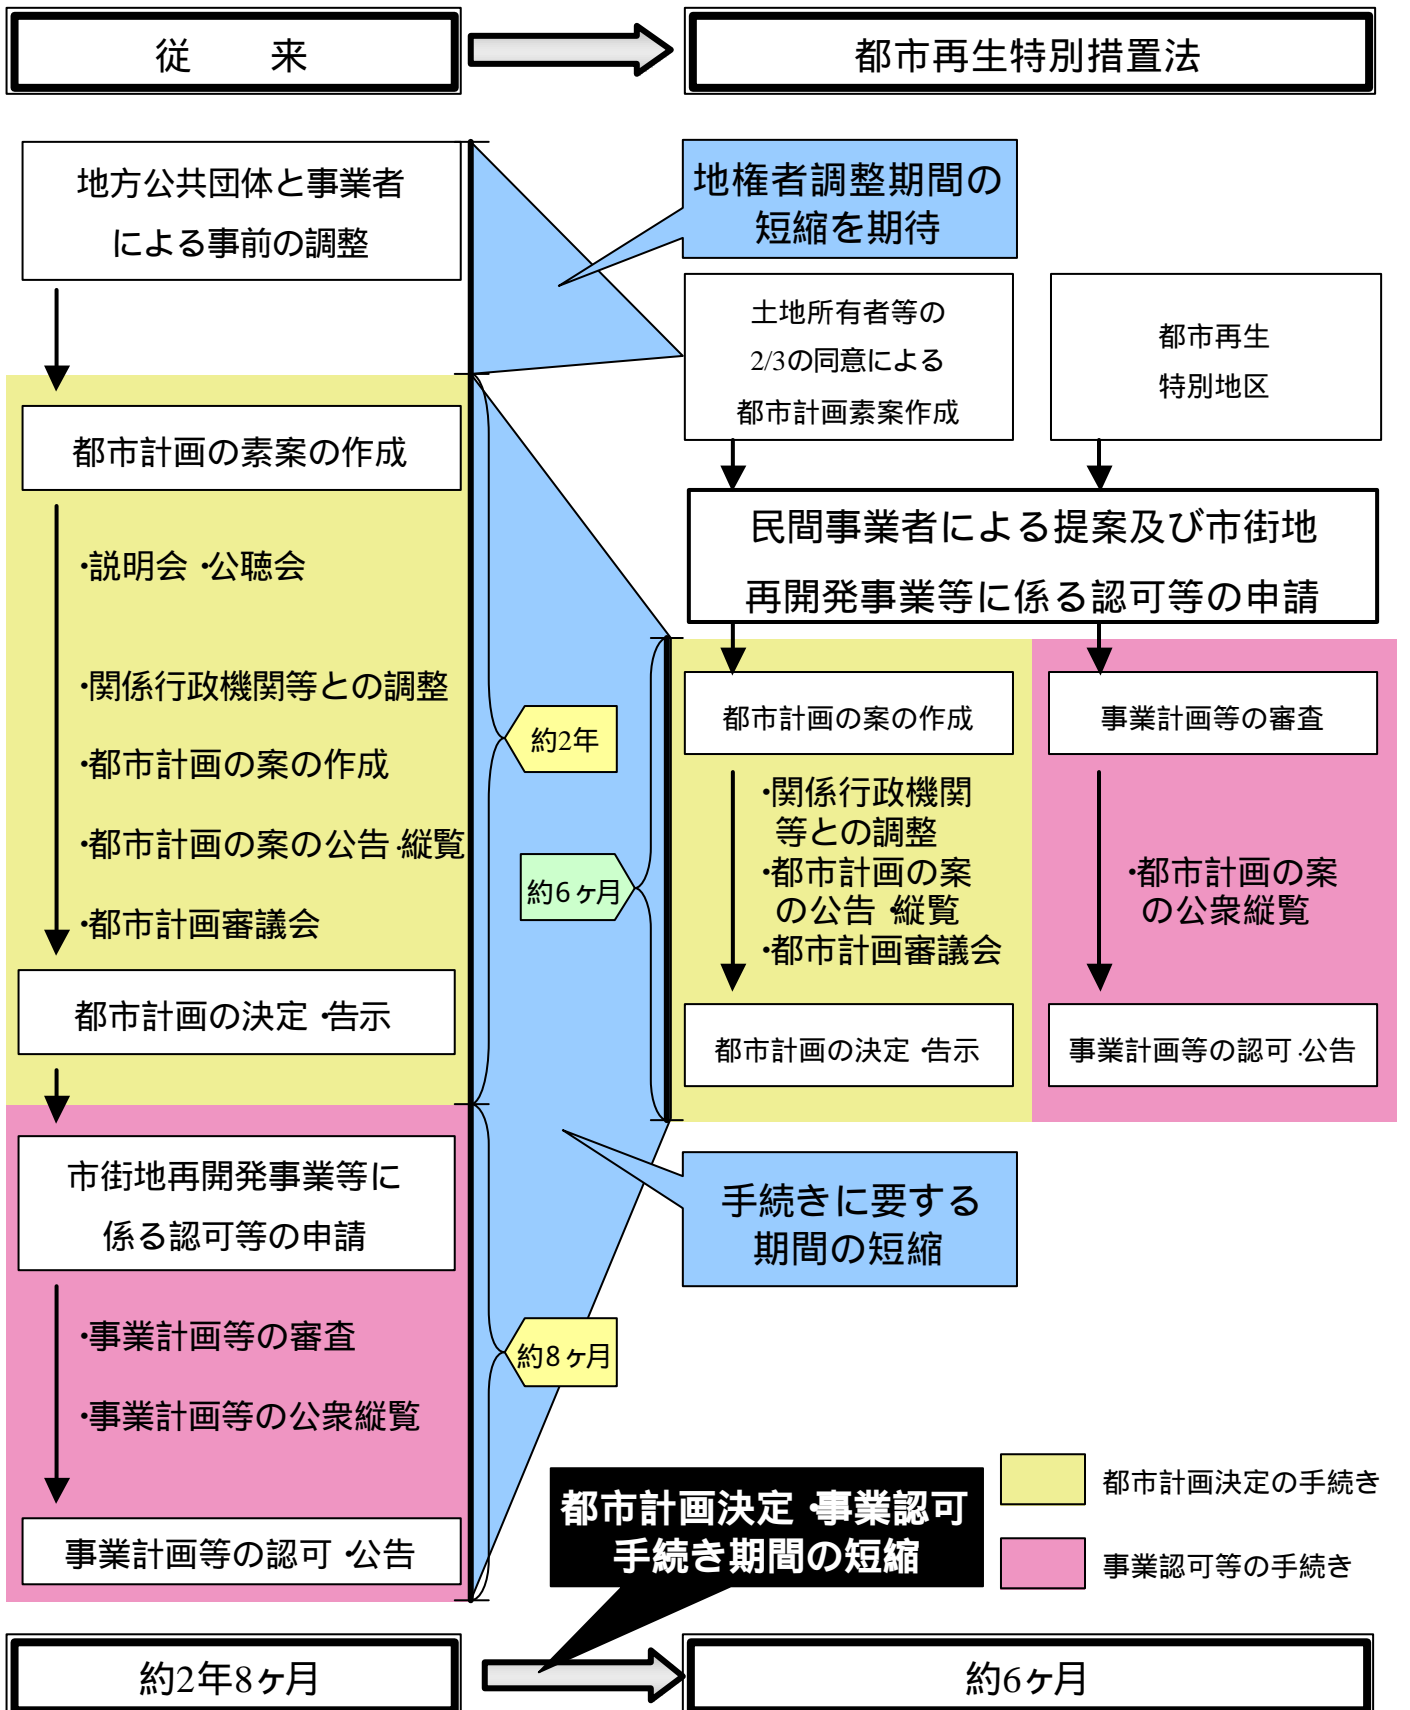 従 来
都市再生特別措置法
地方公共団体と事業者
による事前の調整
都市計画の素案の作成
・説明会・公聴会
・関係行政機関等との調整
・都市計画の案の作成
・都市計画の案の公告・縦覧
・都市計画審議会
都市計画の決定・告示
市街地再開発事業等に
係る認可等の申請
・事業計画等の審査
・事業計画等の公衆縦覧
事業計画等の認可・公告
約2年8ヶ月
約2年
約6ヶ月
約8ヶ月
地権者調整期間の
短縮を期待
土地所有者等の
2/3の同意による
都市計画素案作成
都市再生
特別地区
民間事業者による提案及び市街地
再開発事業等に係る認可等の申請
都市計画の案の作成
・関係行政機関
等との調整
・都市計画の案
の公告・縦覧
・都市計画審議会
都市計画の決定・告示
事業計画等の審査
・都市計画の案
の公衆縦覧
事業計画等の認可・公告
手続きに要する
期間の短縮
都市計画決定・事業認可
手続き期間の短縮
都市計画決定の手続き
事業認可等の手続き
約6ヶ月